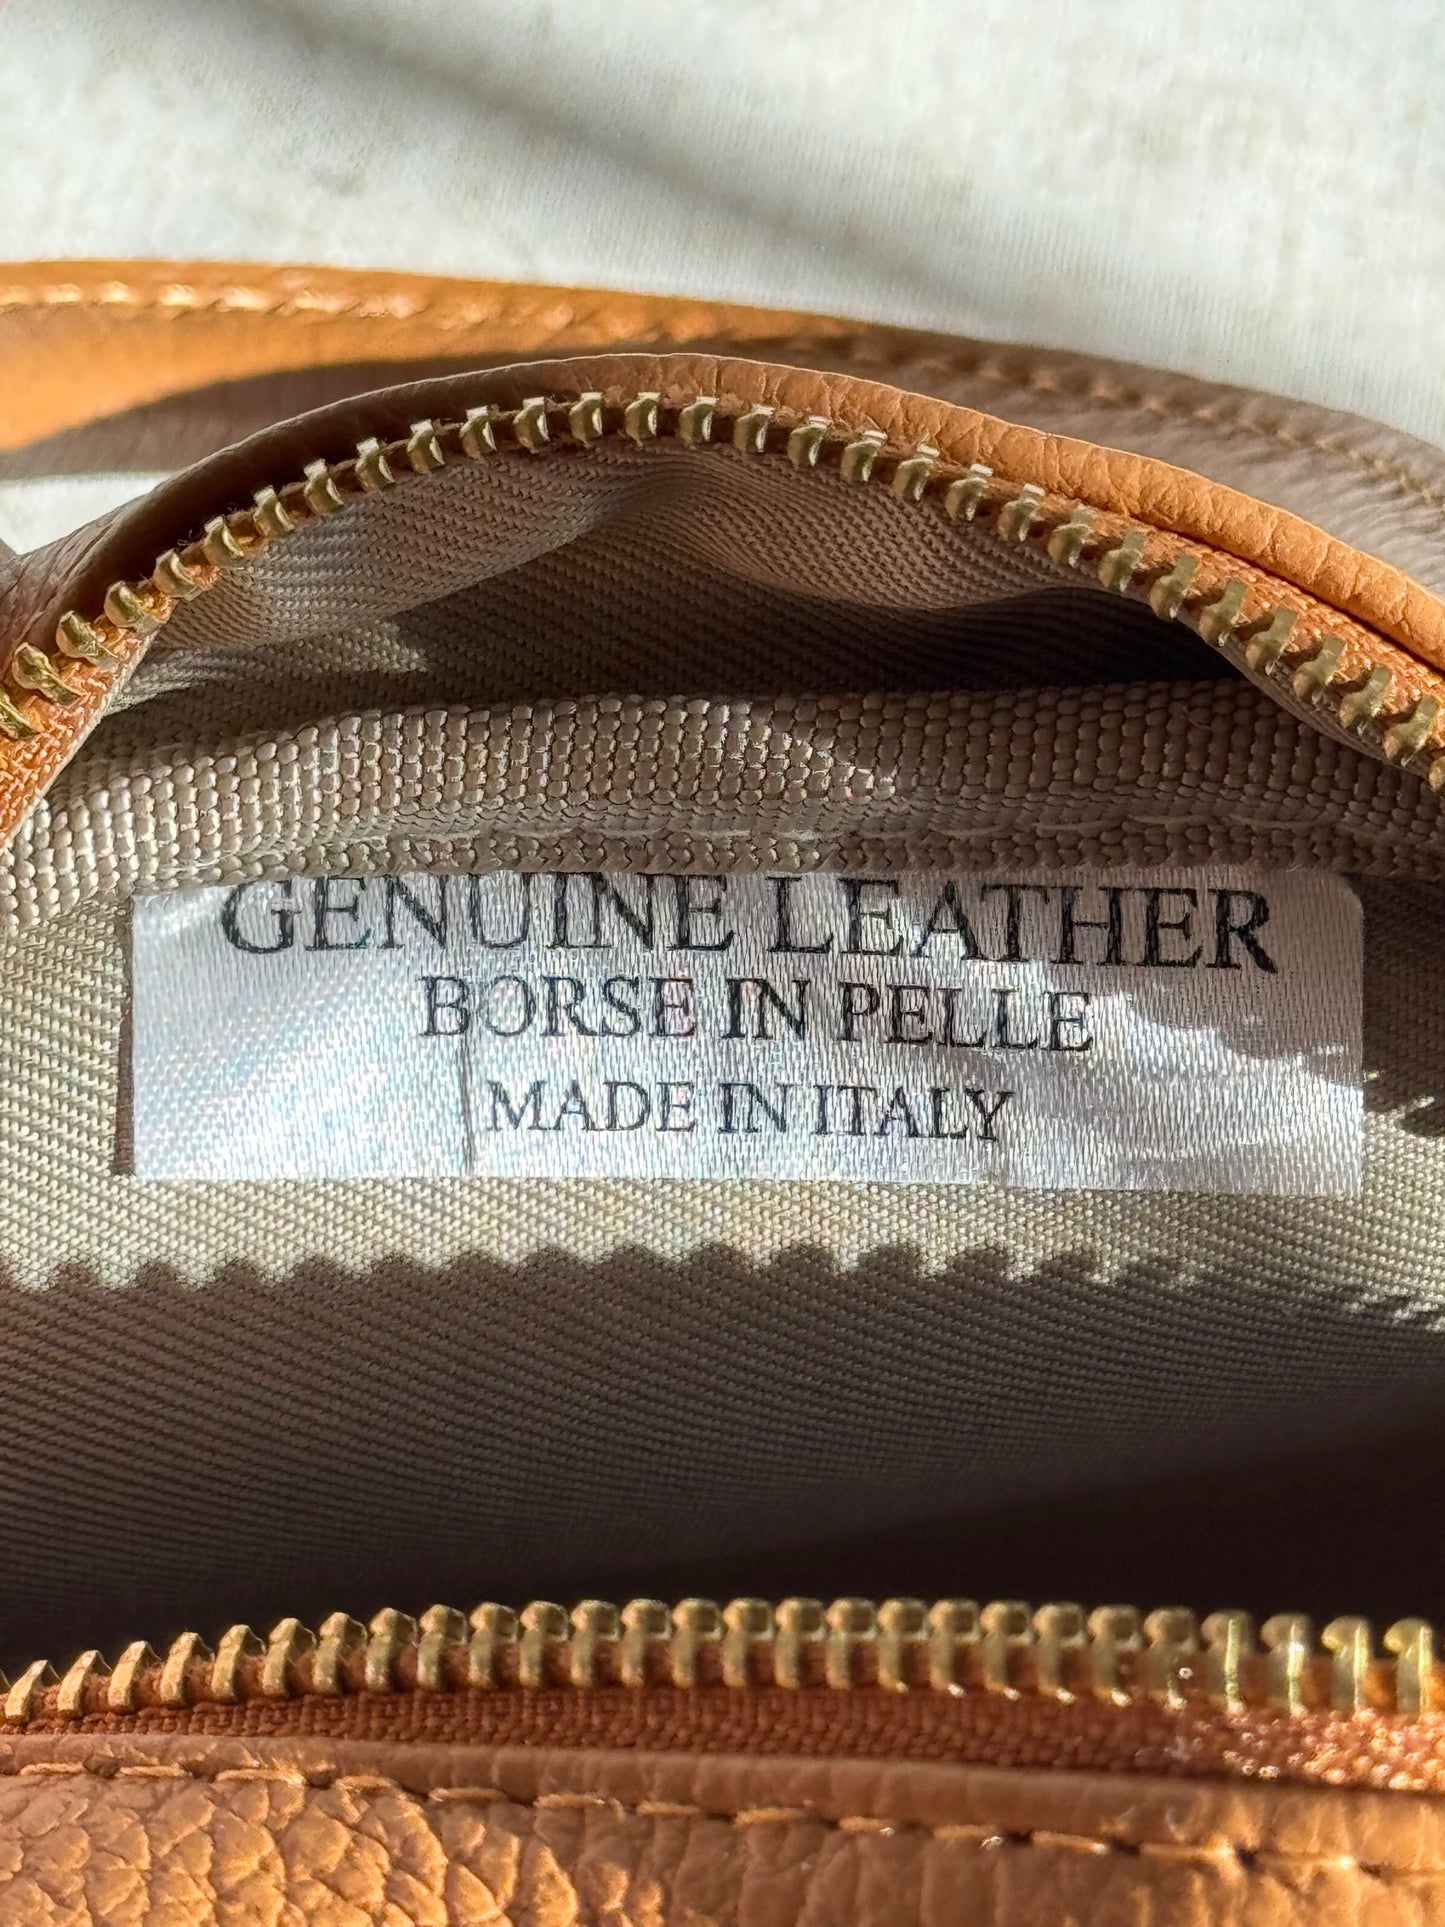 GENUINE LEATHER
BORSE IN PELLE
MADE IN ITALY